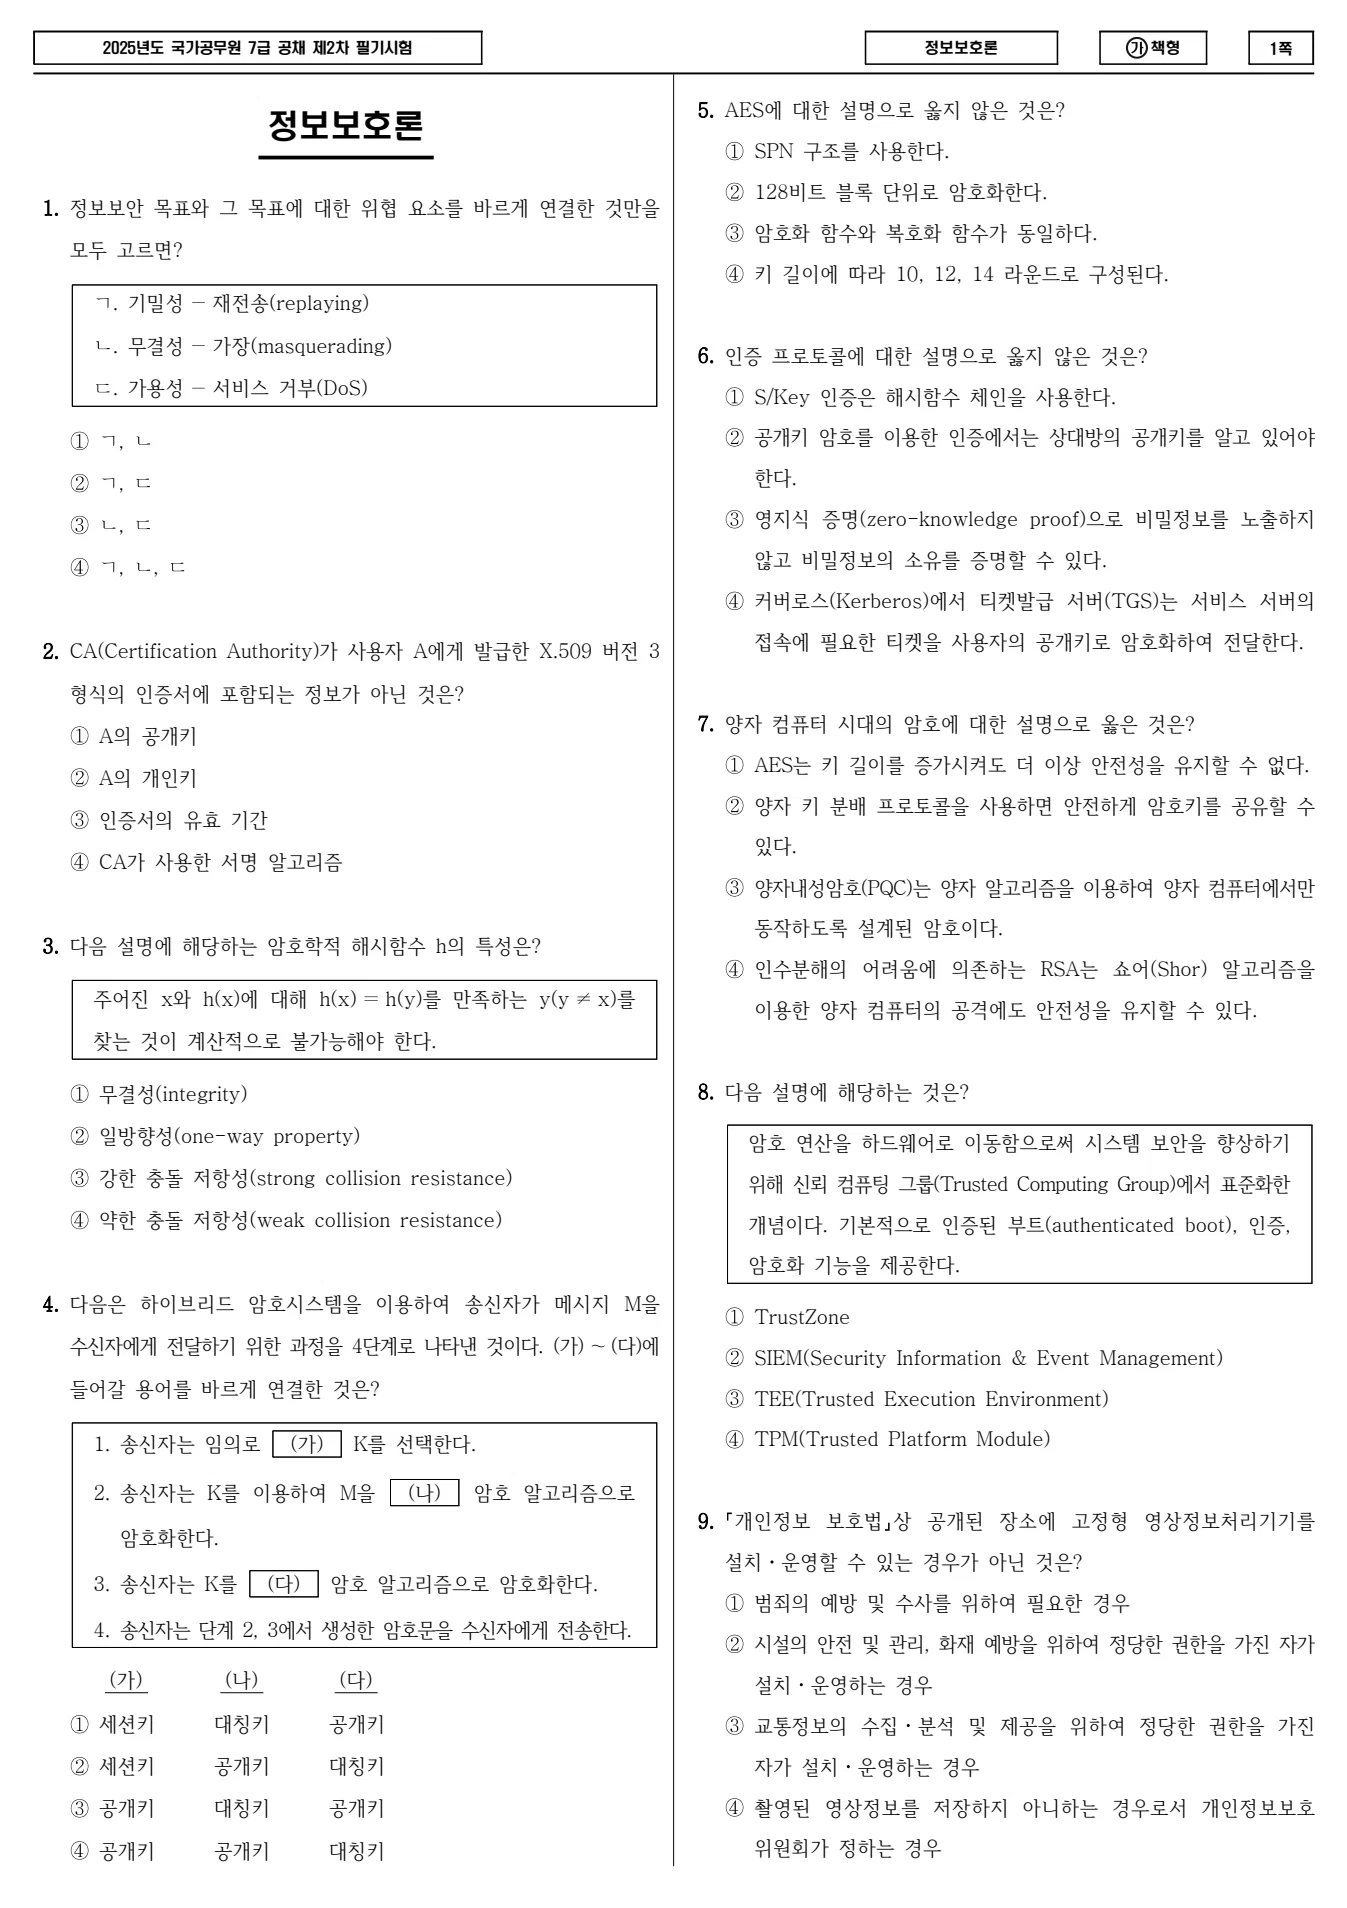 2025년도 국가공무원 7급 공채 제2차 필기시험
정보보호론
㉮책형
1쪽
정보보호론
1. 정보보안 목표와 그 목표에 대한 위협 요소를 바르게 연결한 것만을
모두 고르면?
ㄱ. 기밀성 – 재전송(replaying)
ㄴ. 무결성 – 가장(masquerading)
ㄷ. 가용성 – 서비스 거부(DoS)
① ㄱ, ㄴ
② ㄱ, ㄷ
③ ㄴ, ㄷ
④ ㄱ, ㄴ, ㄷ
2. CA(Certification Authority)가 사용자 A에게 발급한 X.509 버전 3
형식의 인증서에 포함되는 정보가 아닌 것은?
① A의 공개키
② A의 개인키
③ 인증서의 유효 기간
④ CA가 사용한 서명 알고리즘
3. 다음 설명에 해당하는 암호학적 해시함수 h의 특성은?
주어진 x와 h(x)에 대해 h(x) = h(y)를 만족하는 y(y ≠ x)를
찾는 것이 계산적으로 불가능해야 한다.
① 무결성(integrity)
② 일방향성(one-way property)
③ 강한 충돌 저항성(strong collision resistance)
④ 약한 충돌 저항성(weak collision resistance)
4. 다음은 하이브리드 암호시스템을 이용하여 송신자가 메시지 M을
수신자에게 전달하기 위한 과정을 4단계로 나타낸 것이다. (가) ~ (다)에
들어갈 용어를 바르게 연결한 것은?
1. 송신자는 임의로 (가) K를 선택한다.
2. 송신자는 K를 이용하여 M을 (나) 암호 알고리즘으로
암호화한다.
3. 송신자는 K를 (다) 암호 알고리즘으로 암호화한다.
4. 송신자는 단계 2, 3에서 생성한 암호문을 수신자에게 전송한다.
(가) (나) (다)
① 세션키 대칭키 공개키
② 세션키 공개키 대칭키
③ 공개키 대칭키 공개키
④ 공개키 공개키 대칭키
5. AES에 대한 설명으로 옳지 않은 것은?
① SPN 구조를 사용한다.
② 128비트 블록 단위로 암호화한다.
③ 암호화 함수와 복호화 함수가 동일하다.
④ 키 길이에 따라 10, 12, 14 라운드로 구성된다.
6. 인증 프로토콜에 대한 설명으로 옳지 않은 것은?
① S/Key 인증은 해시함수 체인을 사용한다.
② 공개키 암호를 이용한 인증에서는 상대방의 공개키를 알고 있어야
한다.
③ 영지식 증명(zero-knowledge proof)으로 비밀정보를 노출하지
않고 비밀정보의 소유를 증명할 수 있다.
④ 커버로스(Kerberos)에서 티켓발급 서버(TGS)는 서비스 서버의
접속에 필요한 티켓을 사용자의 공개키로 암호화하여 전달한다.
7. 양자 컴퓨터 시대의 암호에 대한 설명으로 옳은 것은?
① AES는 키 길이를 증가시켜도 더 이상 안전성을 유지할 수 없다.
② 양자 키 분배 프로토콜을 사용하면 안전하게 암호키를 공유할 수
있다.
③ 양자내성암호(PQC)는 양자 알고리즘을 이용하여 양자 컴퓨터에서만
동작하도록 설계된 암호이다.
④ 인수분해의 어려움에 의존하는 RSA는 쇼어(Shor) 알고리즘을
이용한 양자 컴퓨터의 공격에도 안전성을 유지할 수 있다.
8. 다음 설명에 해당하는 것은?
암호 연산을 하드웨어로 이동함으로써 시스템 보안을 향상하기
위해 신뢰 컴퓨팅 그룹(Trusted Computing Group)에서 표준화한
개념이다. 기본적으로 인증된 부트(authenticated boot), 인증,
암호화 기능을 제공한다.
① TrustZone
② SIEM(Security Information & Event Management)
③ TEE(Trusted Execution Environment)
④ TPM(Trusted Platform Module)
9. 「개인정보 보호법」상 공개된 장소에 고정형 영상정보처리기기를
설치・운영할 수 있는 경우가 아닌 것은?
① 범죄의 예방 및 수사를 위하여 필요한 경우
② 시설의 안전 및 관리, 화재 예방을 위하여 정당한 권한을 가진 자가
설치・운영하는 경우
③ 교통정보의 수집・분석 및 제공을 위하여 정당한 권한을 가진
자가 설치・운영하는 경우
④ 촬영된 영상정보를 저장하지 아니하는 경우로서 개인정보보호
위원회가 정하는 경우